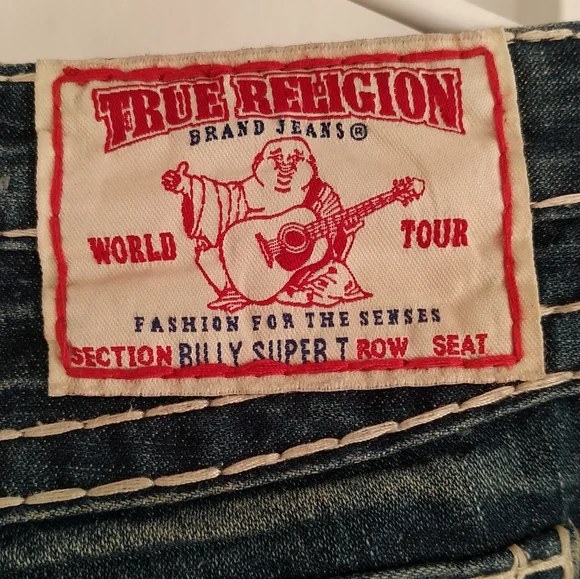 TRUE RELIGION
BRAND JEANS®
WORLD TOUR
FASHION FOR THE SENSES
SECTION BILLY SUPER T ROW SEAT